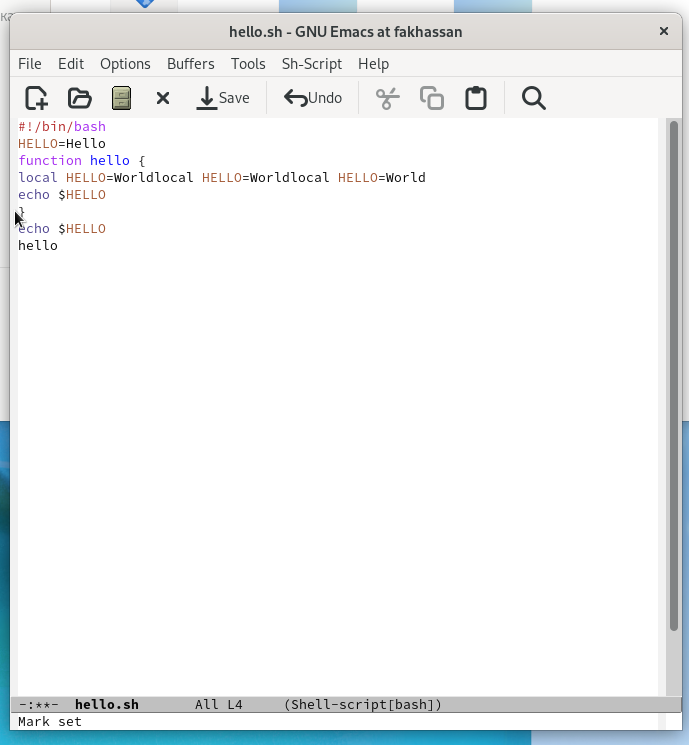 hello.sh - GNU Emacs at fakhassan
File Edit Options Buffers Tools Sh-Script Help
Save Undo
#!/bin/bash
HELLO=Hello
function hello {
local HELLO=Worldlocal HELLO=Worldlocal HELLO=World
echo $HELLO
}
echo $HELLO
hello
-:**- hello.sh All L4 (Shell-script[bash])
Mark set